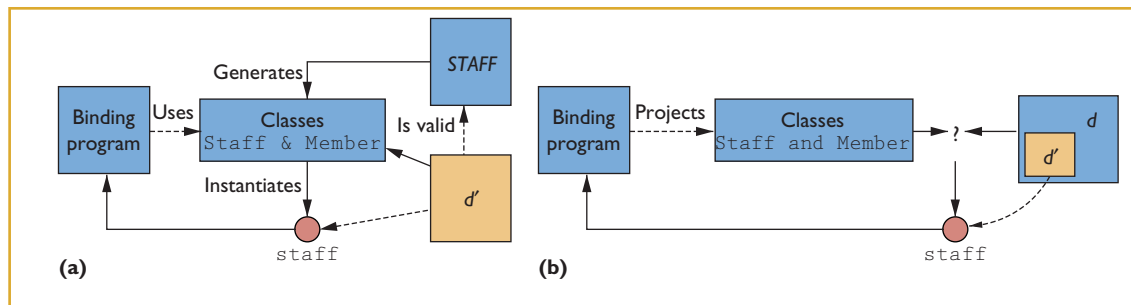 Generates
STAFF
Binding
program
Uses
Classes
Staff & Member
Is valid
Instantiates
d′
staff
(a)
Binding
program
Projects
Classes
Staff and Member
?
d
d′
staff
(b)